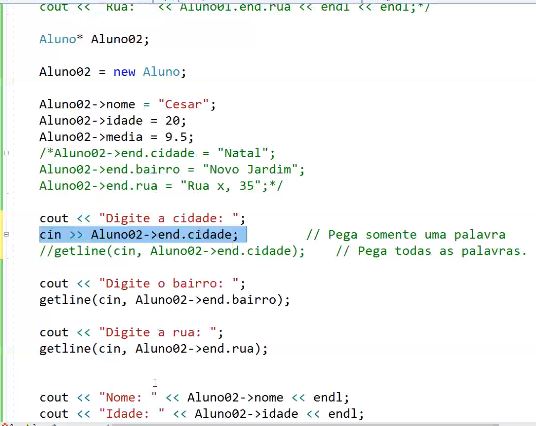 cout << "Rua: " << Aluno01.end.rua << endl << endl;*/
Aluno* Aluno02;
Aluno02 = new Aluno;
Aluno02->nome = "Cesar";
Aluno02->idade = 20;
Aluno02->media = 9.5;
/*Aluno02->end.cidade = "Natal";
Aluno02->end.bairro = "Novo Jardim";
Aluno02->end.rua = "Rua x, 35";*/
cout << "Digite a cidade: ";
cin >> Aluno02->end.cidade; // Pega somente uma palavra
//getline(cin, Aluno02->end.cidade); // Pega todas as palavras.
cout << "Digite o bairro: ";
getline(cin, Aluno02->end.bairro);
cout << "Digite a rua: ";
getline(cin, Aluno02->end.rua);
cout << "Nome: " << Aluno02->nome << endl;
cout << "Idade: " << Aluno02->idade << endl;